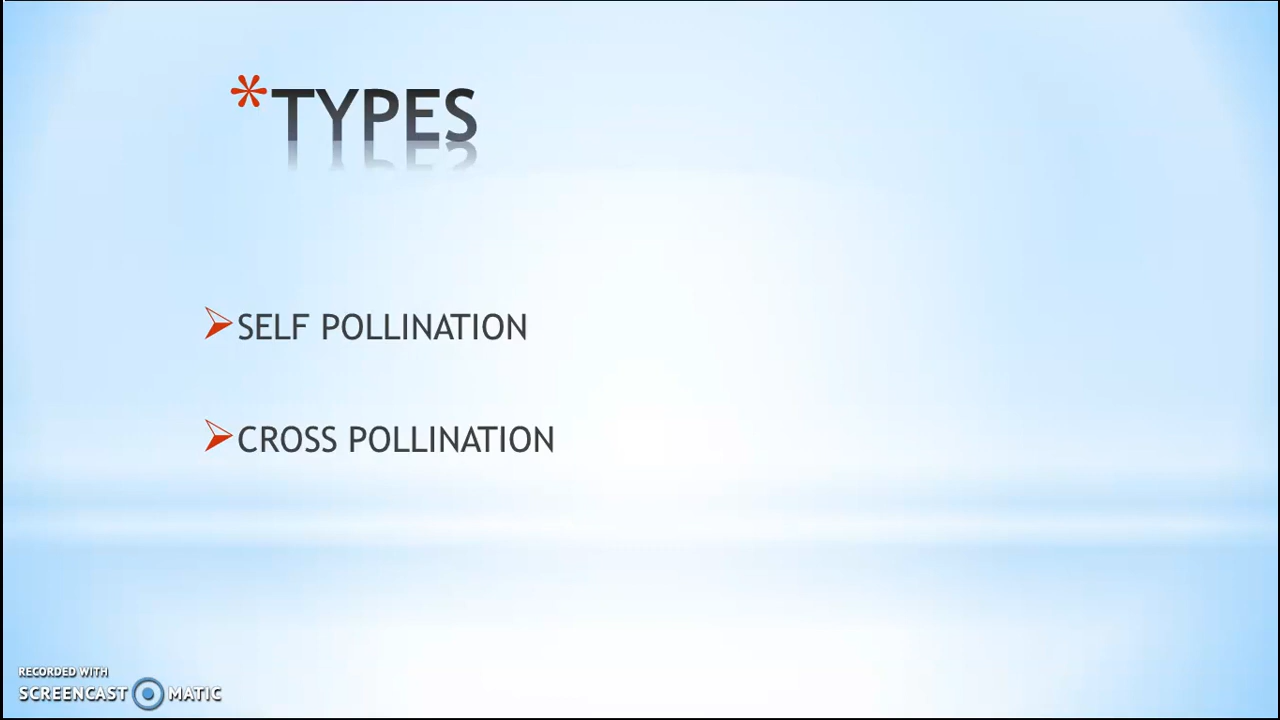 *TYPES
SELF POLLINATION
CROSS POLLINATION
RECORDED WITH
SCREENCAST MATIC